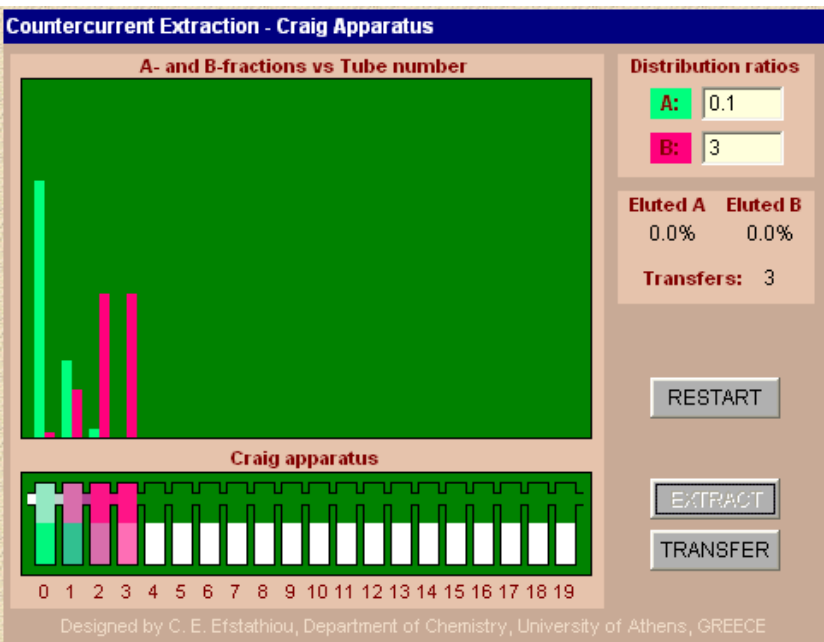 Countercurrent Extraction - Craig Apparatus
A- and B-fractions vs Tube number
Distribution ratios
A: 0.1
B: 3
Eluted A Eluted B
0.0% 0.0%
Transfers: 3
RESTART
Craig apparatus
EXTRACT
TRANSFER
0 1 2 3 4 5 6 7 8 9 10 11 12 13 14 15 16 17 18 19
Designed by C. E. Efstathiou, Department of Chemistry, University of Athens, GREECE